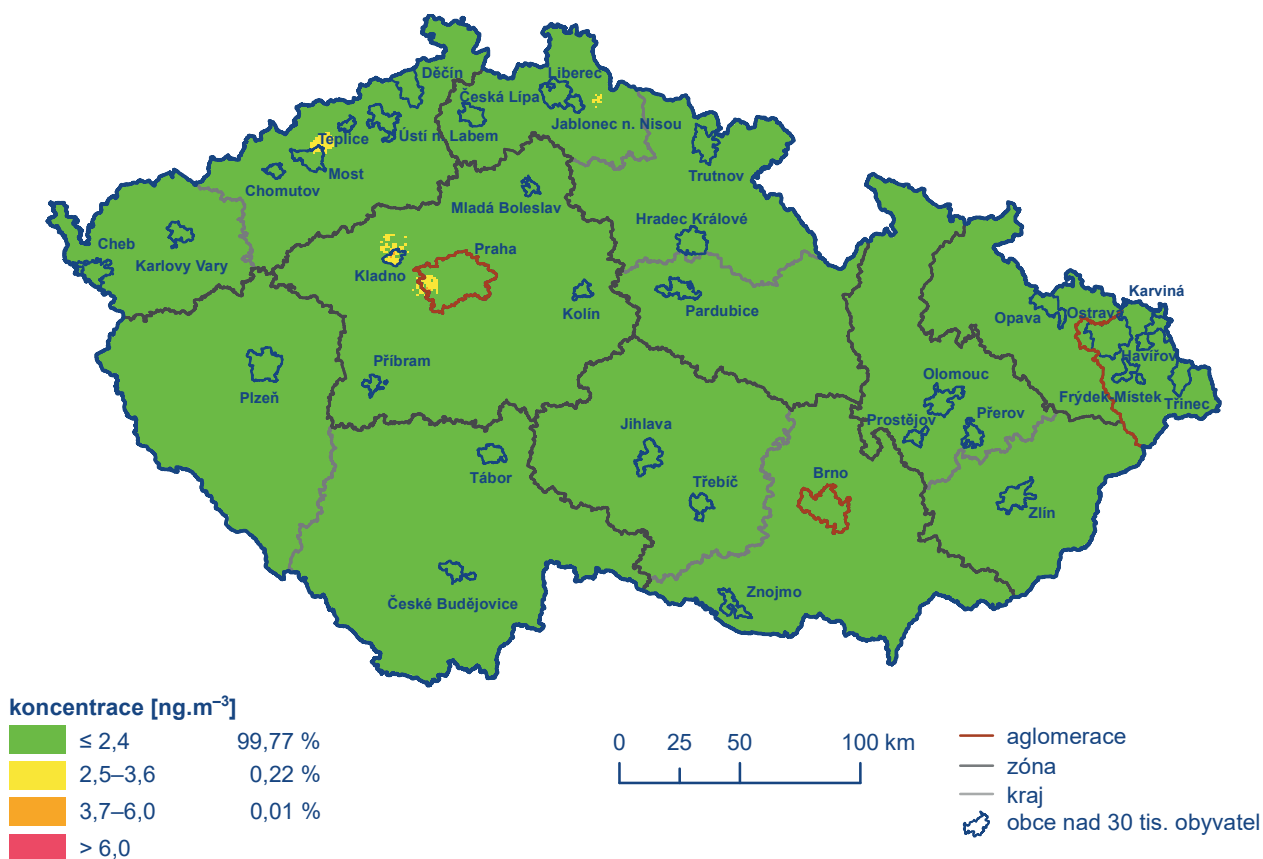 Děčín
Liberec
Česká Lípa
Jablonec n. Nisou
Teplice
Ústí n. Labem
Most
Chomutov
Trutnov
Mladá Boleslav
Hradec Králové
Cheb
Karlovy Vary
Praha
Kladno
Kolín
Pardubice
Karviná
Opava
Ostrava
Havířov
Příbram
Plzeň
Olomouc
Frýdek-Místek
Třinec
Prostějov
Přerov
Jihlava
Tábor
Třebíč
Brno
Zlín
České Budějovice
Znojmo
koncentrace [ng.m⁻³]
≤ 2,4 99,77 %
2,5–3,6 0,22 %
3,7–6,0 0,01 %
> 6,0
0 25 50 100 km
aglomerace
zóna
kraj
obce nad 30 tis. obyvatel